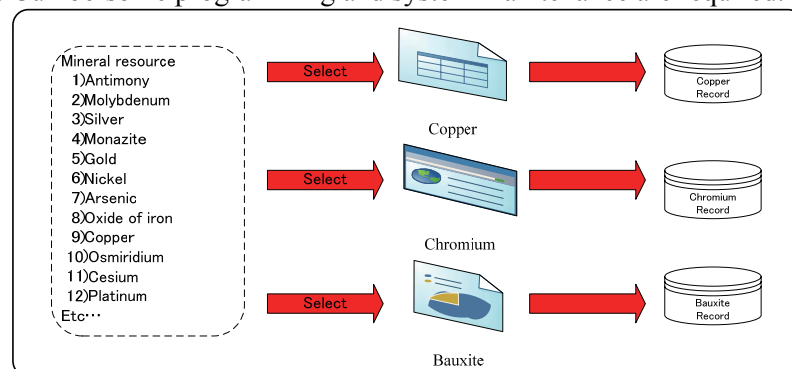 Mineral resource
1)Antimony
2)Molybdenum
3)Silver
4)Monazite
5)Gold
6)Nickel
7)Arsenic
8)Oxide of iron
9)Copper
10)Osmiridium
11)Cesium
12)Platinum
Etc…
Select
Copper
Copper
Record
Select
Chromium
Chromium
Record
Select
Bauxite
Bauxite
Record